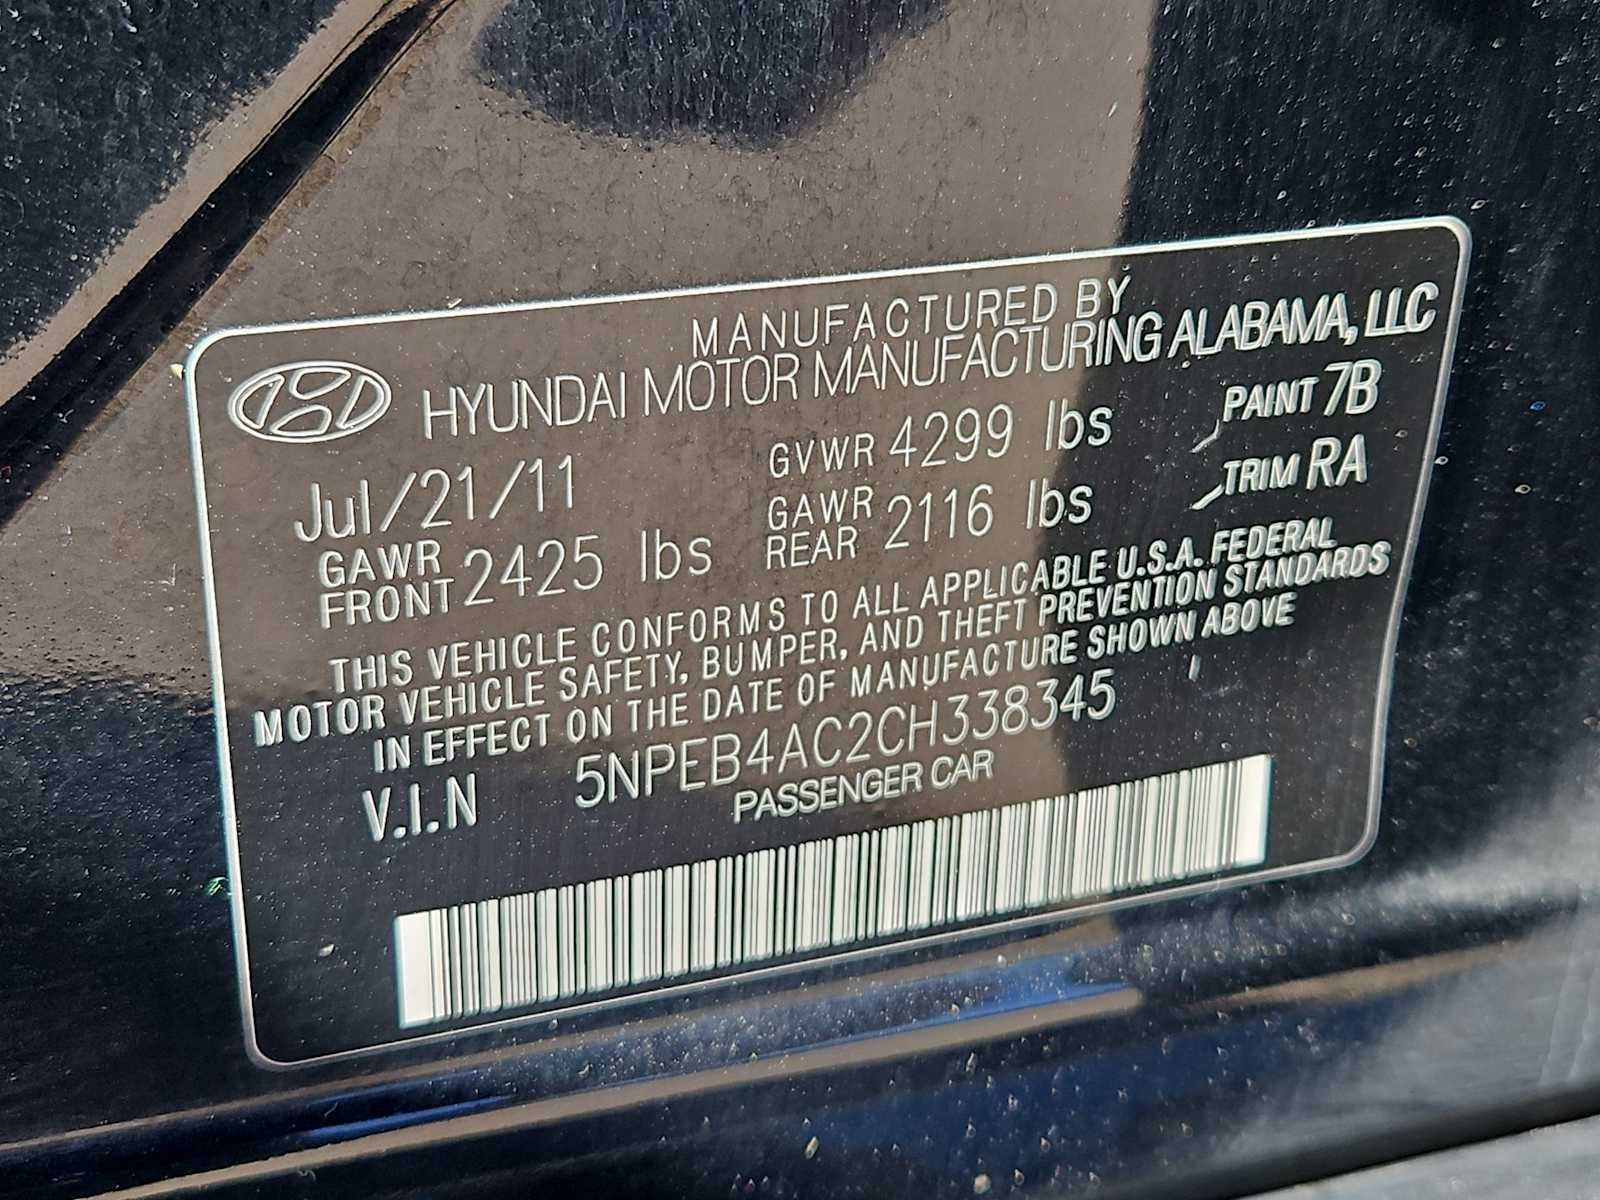 MANUFACTURED BY
HYUNDAI MOTOR MANUFACTURING ALABAMA, LLC
Jul/21/11 GVWR 4299 lbs PAINT 7B
GAWR FRONT 2425 lbs GAWR REAR 2116 lbs TRIM RA
THIS VEHICLE CONFORMS TO ALL APPLICABLE U.S.A. FEDERAL
MOTOR VEHICLE SAFETY, BUMPER, AND THEFT PREVENTION STANDARDS
IN EFFECT ON THE DATE OF MANUFACTURE SHOWN ABOVE
V.I.N 5NPEB4AC2CH338345
PASSENGER CAR